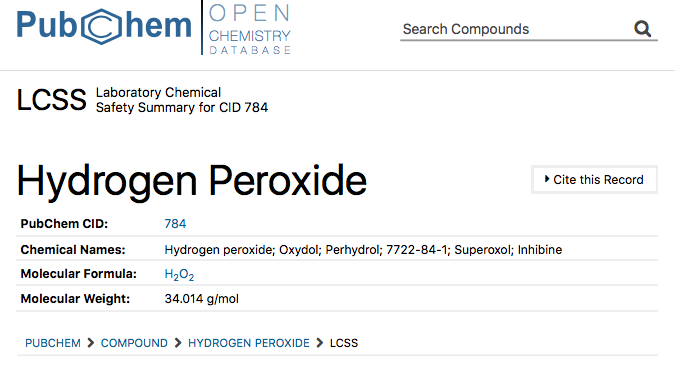 PubChem
OPEN
CHEMISTRY
DATABASE
Search Compounds
LCSS Laboratory Chemical
Safety Summary for CID 784
Hydrogen Peroxide
Cite this Record
PubChem CID: 784
Chemical Names: Hydrogen peroxide; Oxydol; Perhydrol; 7722-84-1; Superoxol; Inhibine
Molecular Formula: H₂O₂
Molecular Weight: 34.014 g/mol
PUBCHEM > COMPOUND > HYDROGEN PEROXIDE > LCSS